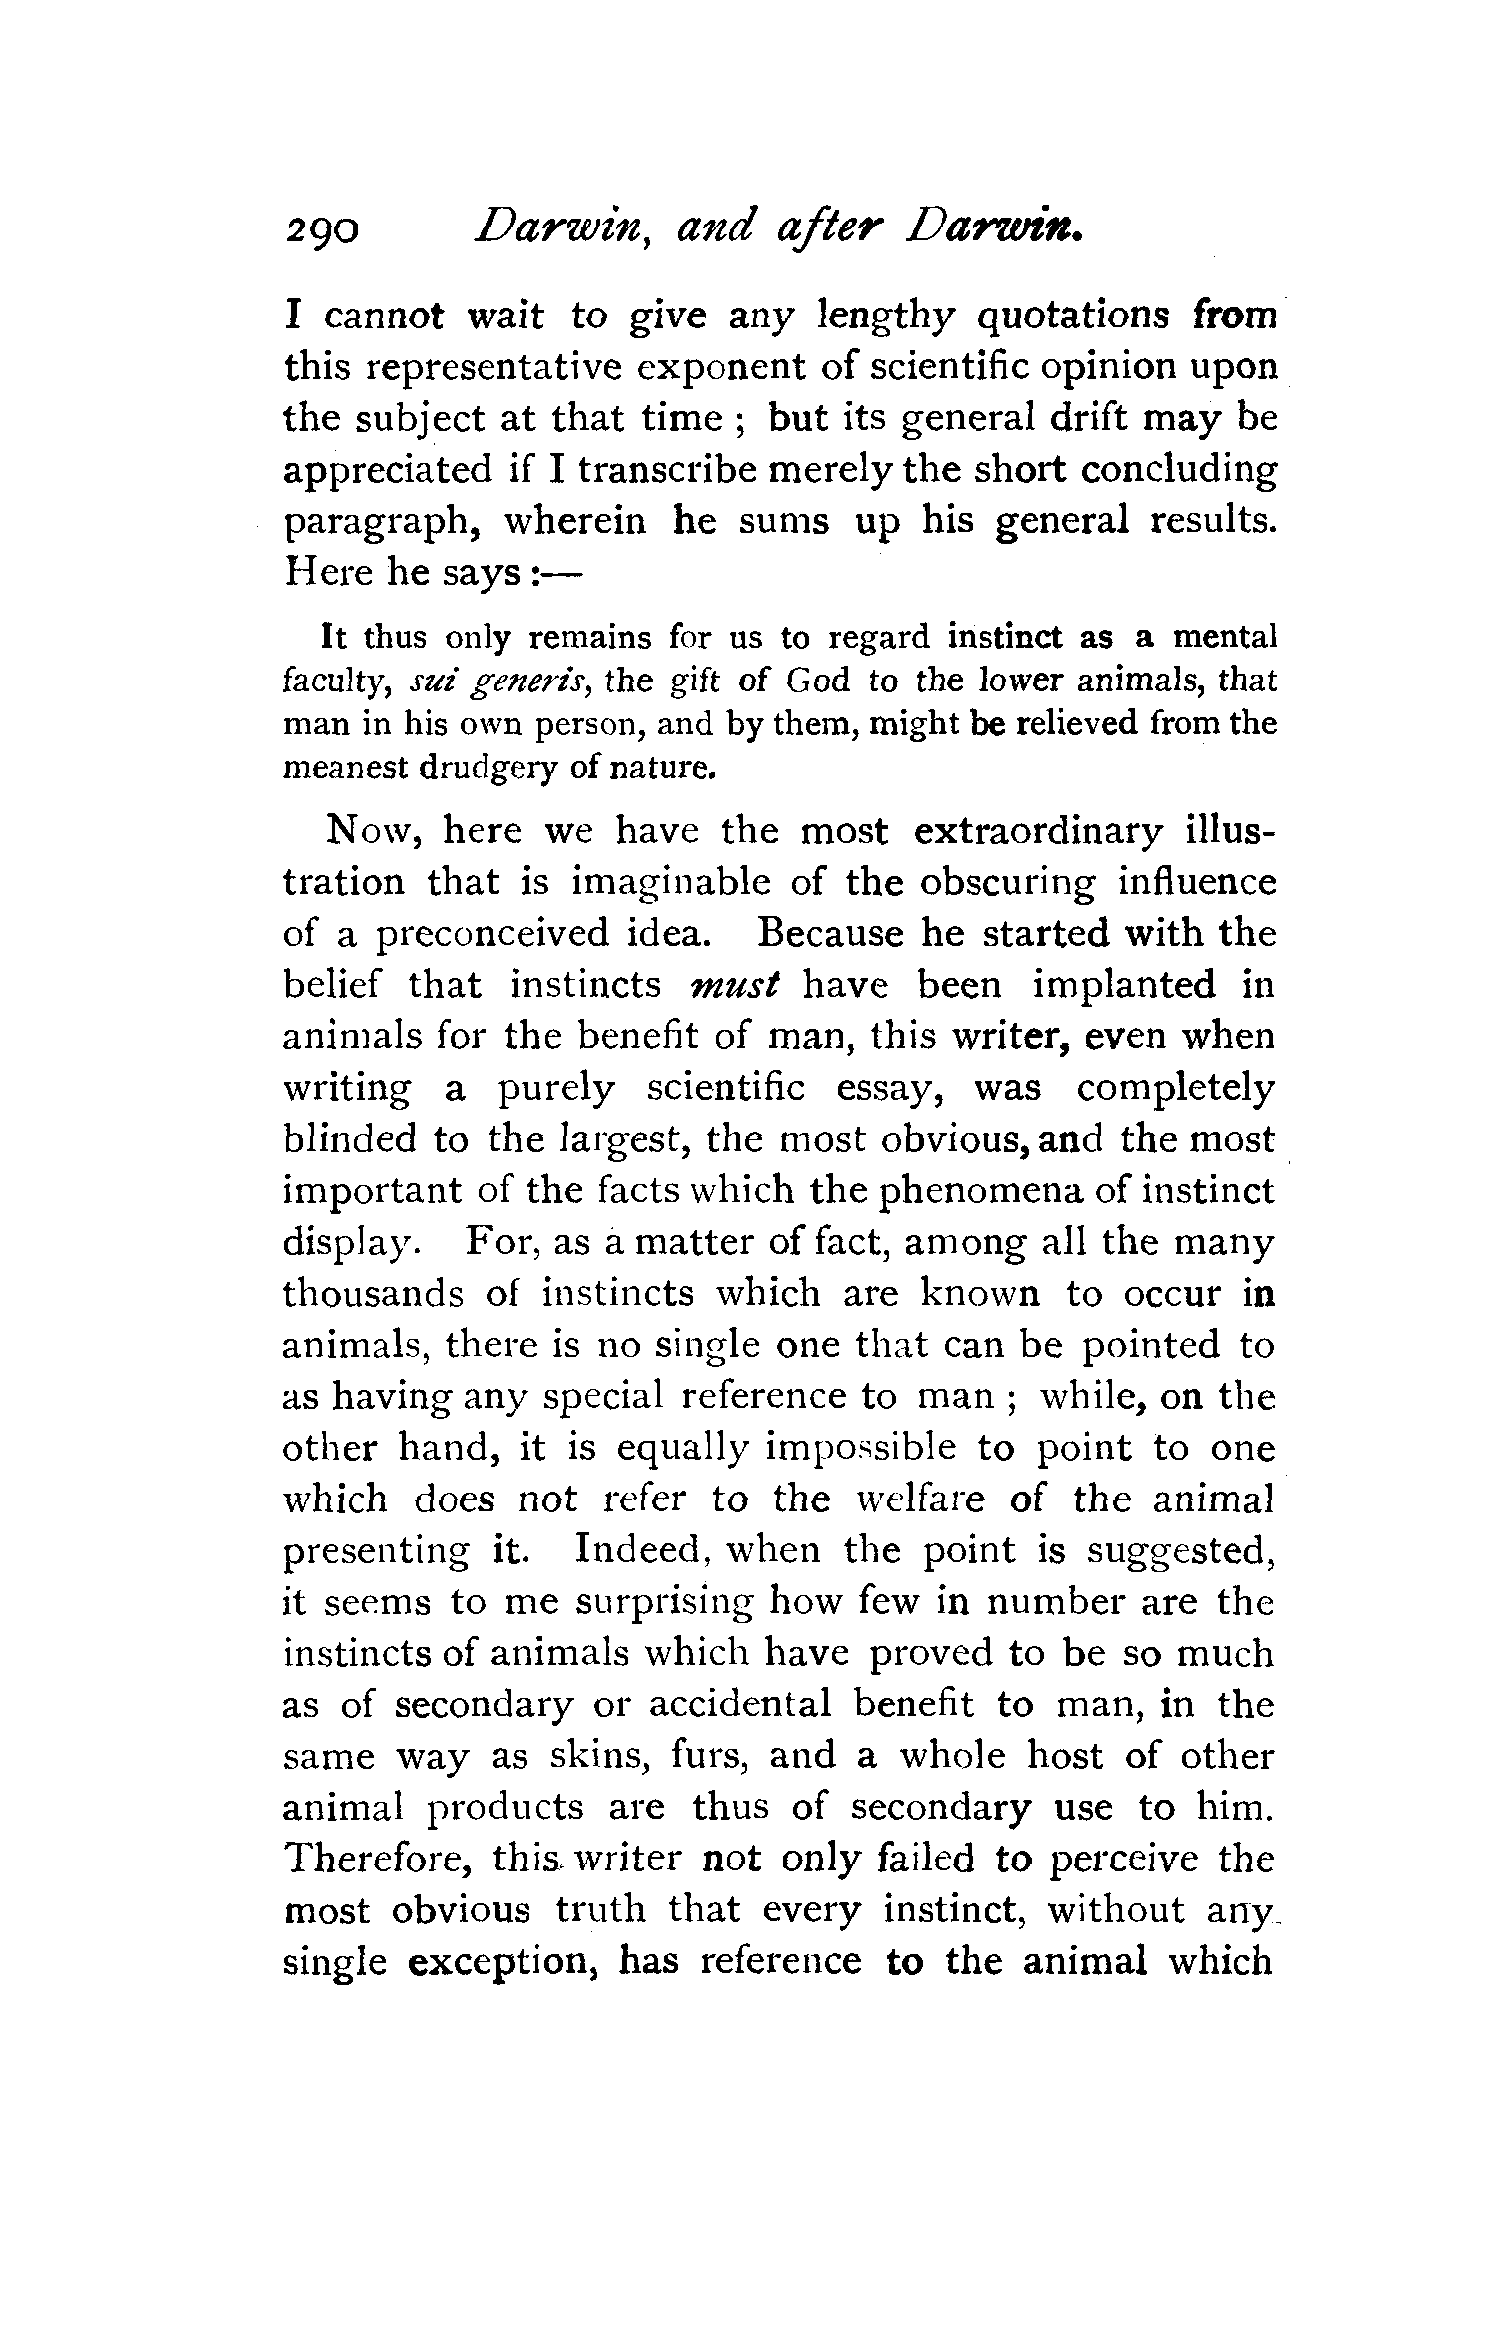 290 Darwin, and after Darwin.
I cannot wait to give any lengthy quotations from
this representative exponent of scientific opinion upon
the subject at that time ; but its general drift may be
appreciated if I transcribe merely the short concluding
paragraph, wherein he sums up his general results.
Here he says :—
It thus only remains for us to regard instinct as a mental
faculty, sui generis, the gift of God to the lower animals, that
man in his own person, and by them, might be relieved from the
meanest drudgery of nature.
Now, here we have the most extraordinary illus-
tration that is imaginable of the obscuring influence
of a preconceived idea. Because he started with the
belief that instincts must have been implanted in
animals for the benefit of man, this writer, even when
writing a purely scientific essay, was completely
blinded to the largest, the most obvious, and the most
important of the facts which the phenomena of instinct
display. For, as a matter of fact, among all the many
thousands of instincts which are known to occur in
animals, there is no single one that can be pointed to
as having any special reference to man ; while, on the
other hand, it is equally impossible to point to one
which does not refer to the welfare of the animal
presenting it. Indeed, when the point is suggested,
it seems to me surprising how few in number are the
instincts of animals which have proved to be so much
as of secondary or accidental benefit to man, in the
same way as skins, furs, and a whole host of other
animal products are thus of secondary use to him.
Therefore, this writer not only failed to perceive the
most obvious truth that every instinct, without any
single exception, has reference to the animal which